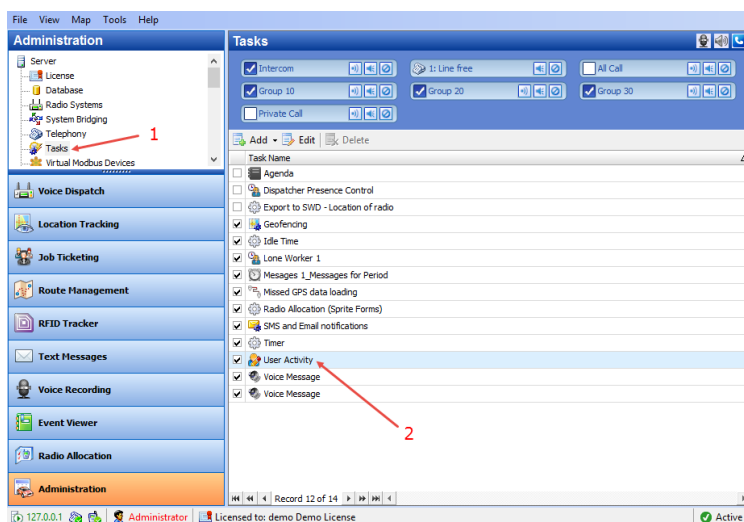 File View Map Tools Help
Administration
Server
License
Database
Radio Systems
System Bridging
Telephony
Tasks
Virtual Modbus Devices
1
Voice Dispatch
Location Tracking
Job Ticketing
Route Management
RFID Tracker
Text Messages
Voice Recording
Event Viewer
Radio Allocation
Administration
Tasks
Intercom
1: Line free
All Call
Group 10
Group 20
Group 30
Private Call
Add Edit Delete
Task Name
Agenda
Dispatcher Presence Control
Export to SWD - Location of radio
Geofencing
Idle Time
Lone Worker 1
Mesages 1_Messages for Period
Missed GPS data loading
Radio Allocation (Sprite Forms)
SMS and Email notifications
Timer
User Activity
Voice Message
Voice Message
2
Record 12 of 14
127.0.0.1 Administrator Licensed to: demo Demo License Active